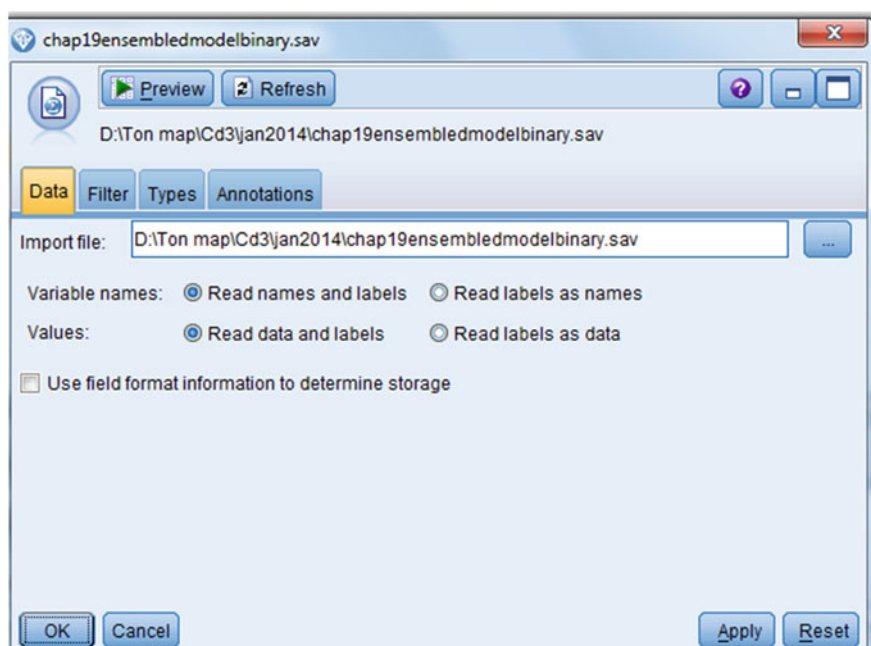 chap19ensembledmodelbinary.sav
Preview Refresh
D:\Ton map\Cd3\jan2014\chap19ensembledmodelbinary.sav
Data Filter Types Annotations
Import file: D:\Ton map\Cd3\jan2014\chap19ensembledmodelbinary.sav ...
Variable names: Read names and labels Read labels as names
Values: Read data and labels Read labels as data
Use field format information to determine storage
OK Cancel Apply Reset